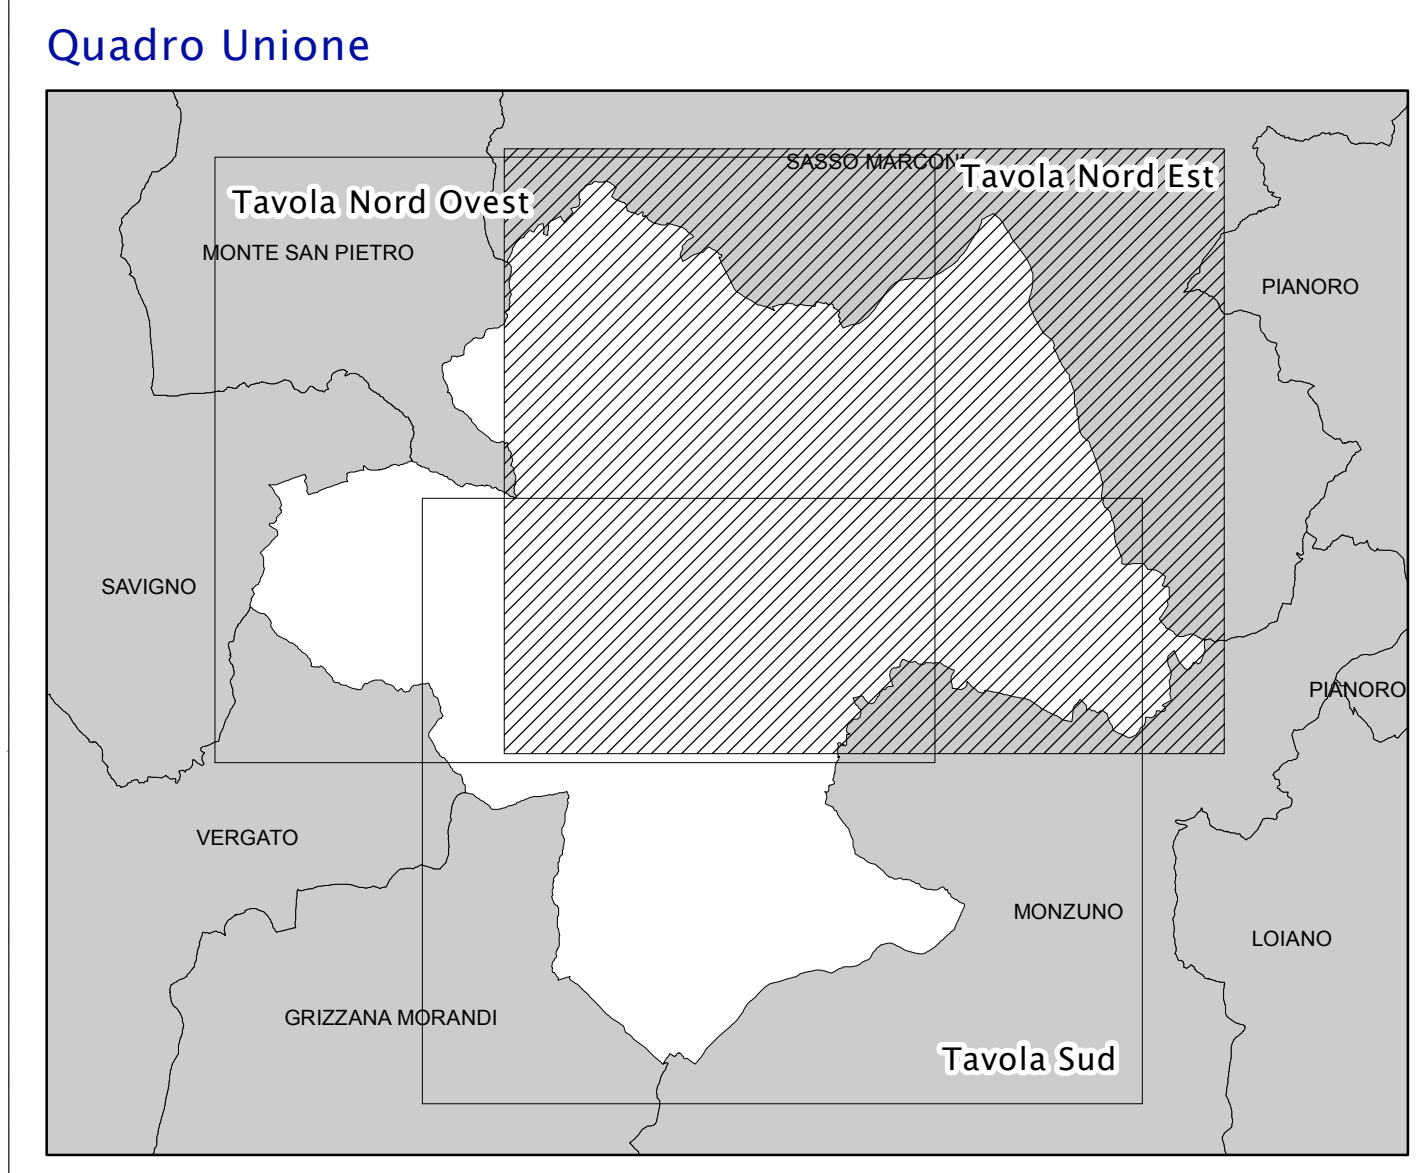 Quadro Unione
SASSO MARCONI
Tavola Nord Est
Tavola Nord Ovest
MONTE SAN PIETRO
PIANORO
SAVIGNO
PIANORO
VERGATO
MONZUNO
LOIANO
GRIZZANA MORANDI
Tavola Sud